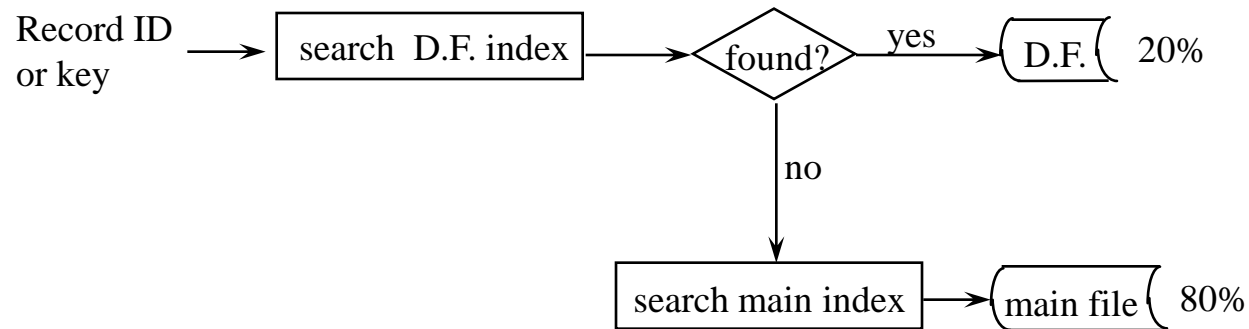 Record ID
or key
search D.F. index
found?
yes
D.F.
20%
no
search main index
main file
80%